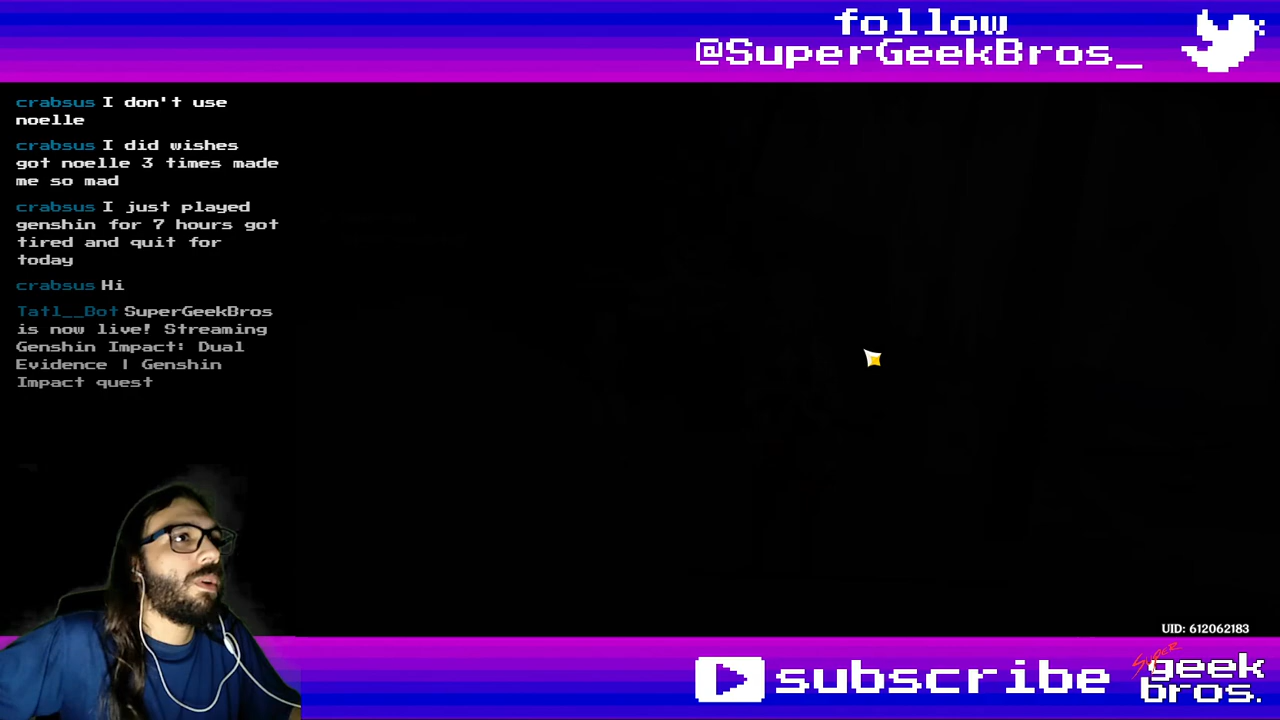 follow
@SuperGeekBros_
crabsus I don't use
noelle
crabsus I did wishes
got noelle 3 times made
me so mad
crabsus I just played
genshin for 7 hours got
tired and quit for
today
crabsus Hi
Tatl__Bot SuperGeekBros
is now live! Streaming
Genshin Impact: Dual
Evidence | Genshin
Impact quest
UID: 612062183
subscribe
SUPER
geek
bros.